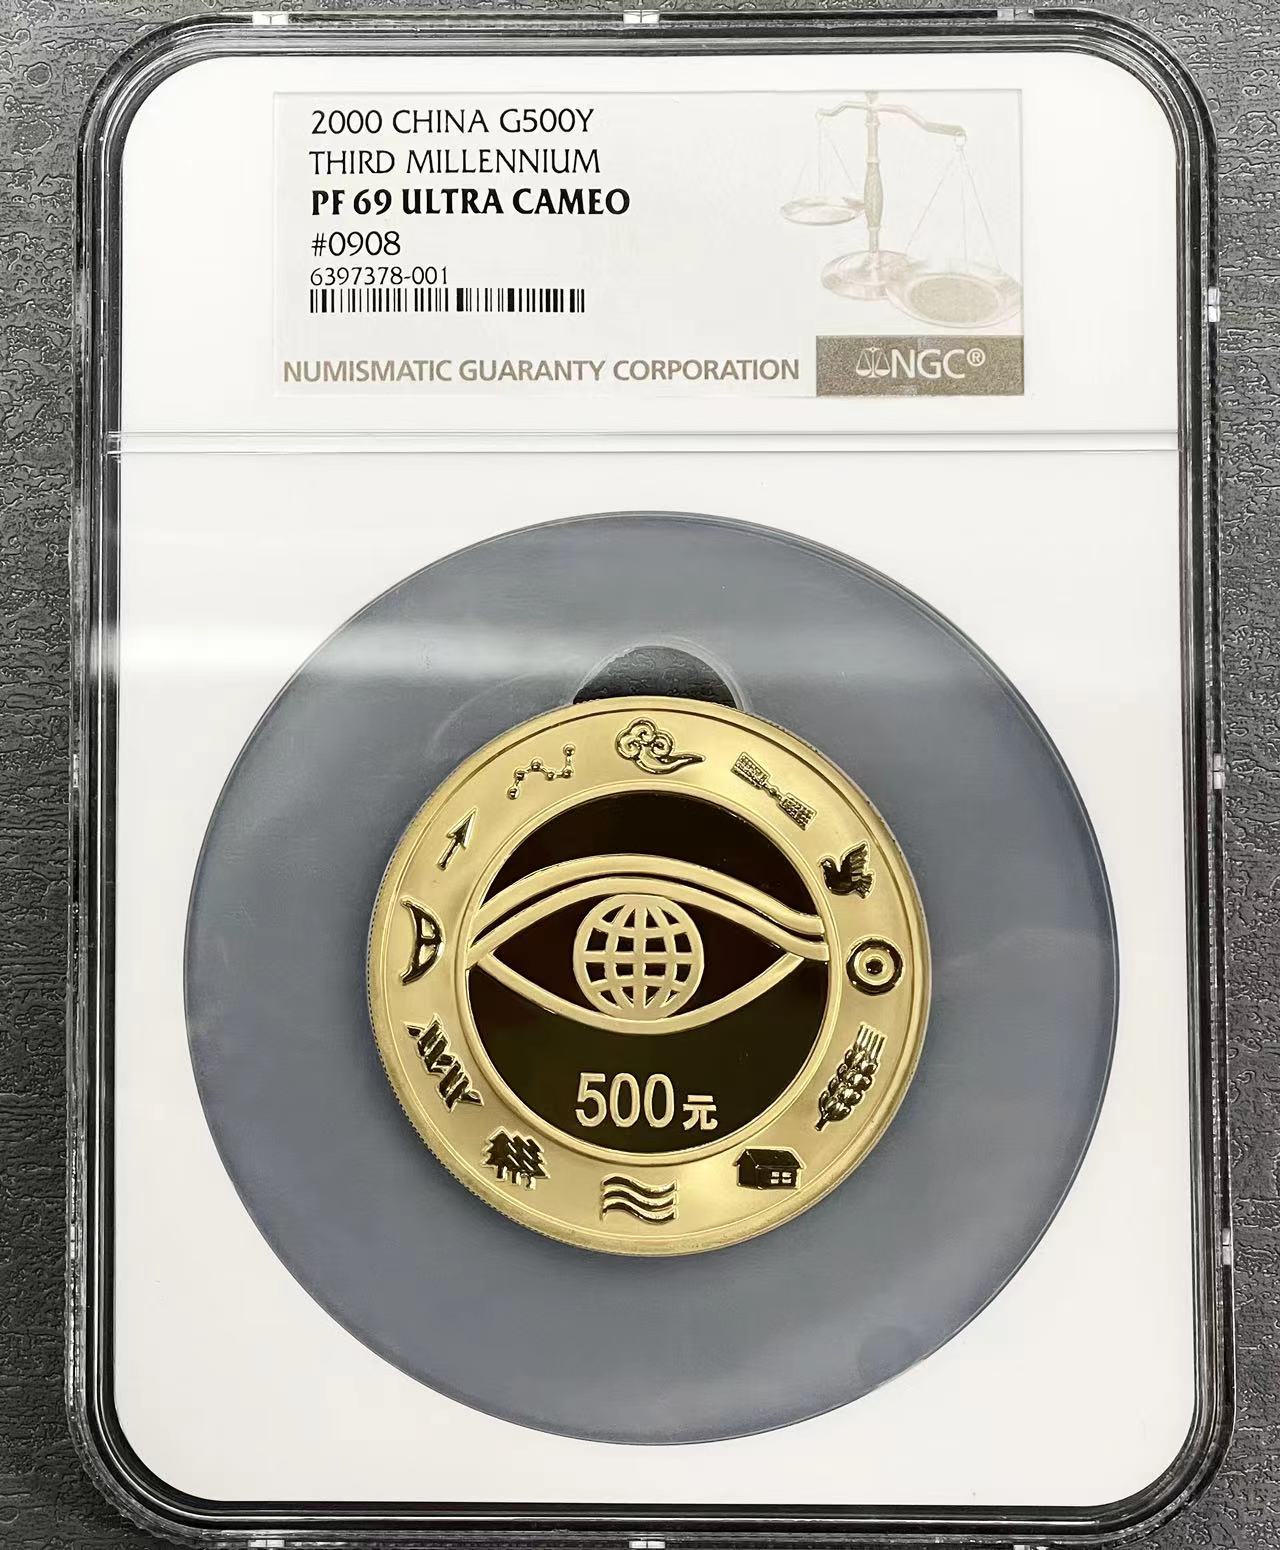 2000 CHINA G500Y
THIRD MILLENNIUM
PF 69 ULTRA CAMEO
#0908
6397378-001
NUMISMATIC GUARANTY CORPORATION
NGC®
500元